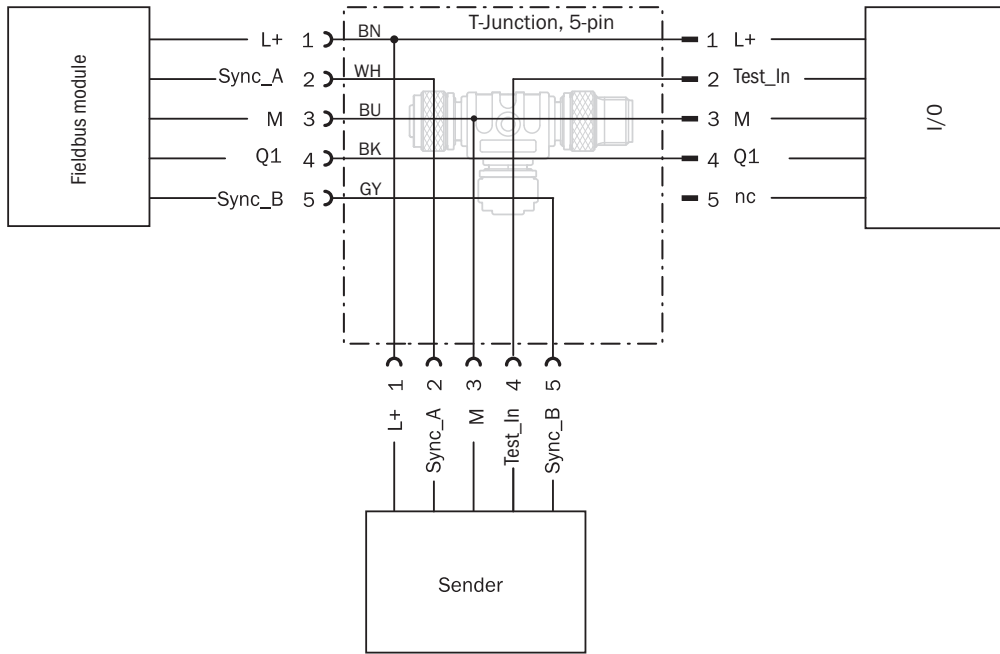 T-Junction, 5-pin
Fieldbus module
L+ 1 BN
Sync_A 2 WH
M 3 BU
Q1 4 BK
Sync_B 5 GY
1 L+
2 Test_In
3 M
4 Q1
5 nc
I/O
1 2 3 4 5
L+ Sync_A M Test_In Sync_B
Sender